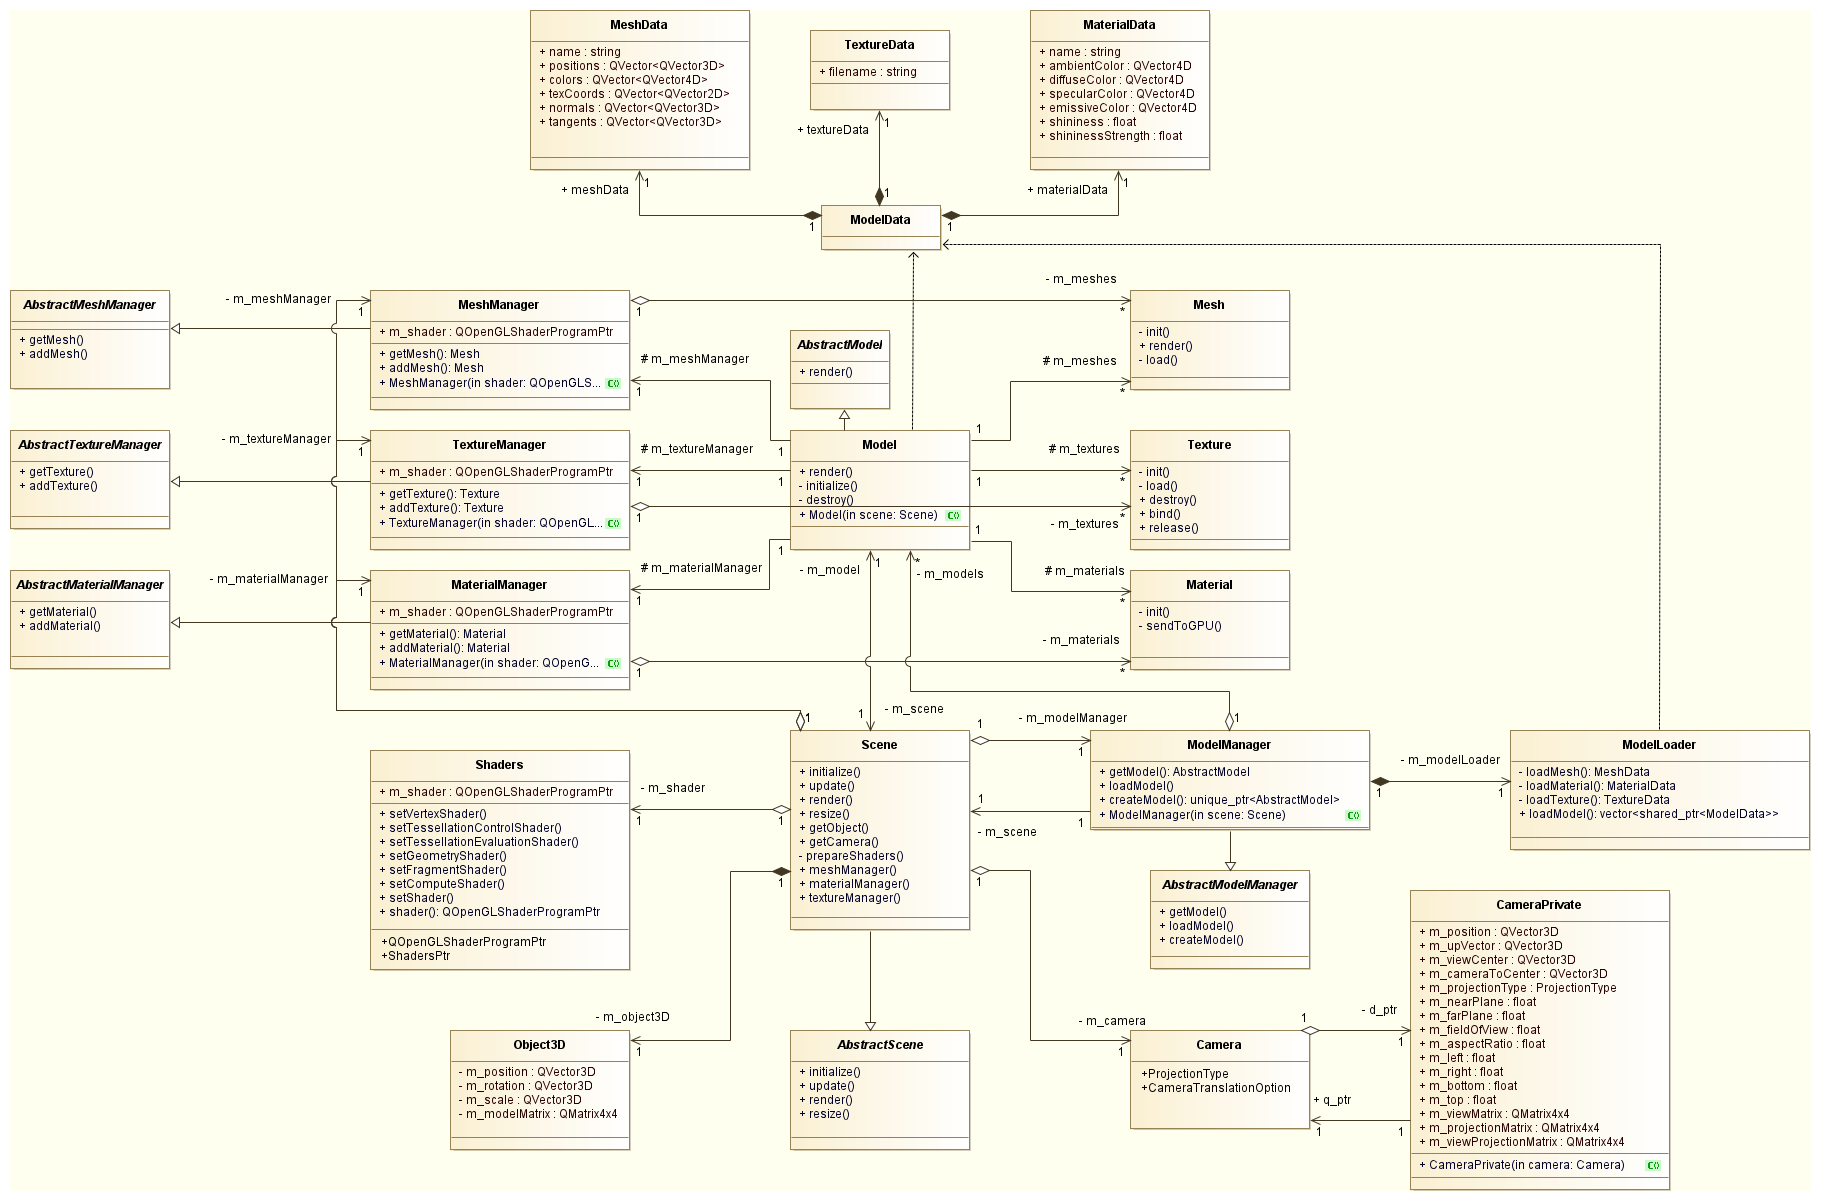 MeshData
+ name : string
+ positions : QVector<QVector3D>
+ colors : QVector<QVector4D>
+ texCoords : QVector<QVector2D>
+ normals : QVector<QVector3D>
+ tangents : QVector<QVector3D>
TextureData
+ filename : string
MaterialData
+ name : string
+ ambientColor : QVector4D
+ diffuseColor : QVector4D
+ specularColor : QVector4D
+ emissiveColor : QVector4D
+ shininess : float
+ shininessStrength : float
+ meshData
1
1
+ textureData
1
1
+ materialData
1
1
ModelData
AbstractMeshManager
+ getMesh()
+ addMesh()
- m_meshManager
1
MeshManager
+ m_shader : QOpenGLShaderProgramPtr
+ getMesh(): Mesh
+ addMesh(): Mesh
+ MeshManager(in shader: QOpenGLS... C()
1
- m_meshes
*
Mesh
- init()
+ render()
- load()
AbstractModel
+ render()
# m_meshManager
1
1
# m_meshes
1
*
AbstractTextureManager
+ getTexture()
+ addTexture()
- m_textureManager
1
TextureManager
+ m_shader : QOpenGLShaderProgramPtr
+ getTexture(): Texture
+ addTexture(): Texture
+ TextureManager(in shader: QOpenGL... C()
# m_textureManager
1
1
1
Model
+ render()
- initialize()
- destroy()
+ Model(in scene: Scene) C()
# m_textures
1
*
- m_textures
*
Texture
- init()
- load()
+ destroy()
+ bind()
+ release()
AbstractMaterialManager
+ getMaterial()
+ addMaterial()
- m_materialManager
1
MaterialManager
+ m_shader : QOpenGLShaderProgramPtr
+ getMaterial(): Material
+ addMaterial(): Material
+ MaterialManager(in shader: QOpenG... C()
# m_materialManager
1
1
1
- m_model
1
- m_models
*
1
# m_materials
*
- m_materials
*
Material
- init()
- sendToGPU()
1
1
- m_scene
Scene
+ initialize()
+ update()
+ render()
+ resize()
+ getObject()
+ getCamera()
- prepareShaders()
+ meshManager()
+ materialManager()
+ textureManager()
1
- m_modelManager
1
1
ModelManager
+ getModel(): AbstractModel
+ loadModel()
+ createModel(): unique_ptr<AbstractModel>
+ ModelManager(in scene: Scene) C()
1
1
- m_scene
- m_modelLoader
1
1
ModelLoader
- loadMesh(): MeshData
- loadMaterial(): MaterialData
- loadTexture(): TextureData
+ loadModel(): vector<shared_ptr<ModelData>>
Shaders
+ m_shader : QOpenGLShaderProgramPtr
+ setVertexShader()
+ setTessellationControlShader()
+ setTessellationEvaluationShader()
+ setGeometryShader()
+ setFragmentShader()
+ setComputeShader()
+ setShader()
+ shader(): QOpenGLShaderProgramPtr
+QOpenGLShaderProgramPtr
+ShadersPtr
- m_shader
1
1
1
1
AbstractModelManager
+ getModel()
+ loadModel()
+ createModel()
- m_object3D
1
Object3D
- m_position : QVector3D
- m_rotation : QVector3D
- m_scale : QVector3D
- m_modelMatrix : QMatrix4x4
AbstractScene
+ initialize()
+ update()
+ render()
+ resize()
- m_camera
1
Camera
+ProjectionType
+CameraTranslationOption
1
- d_ptr
1
+ q_ptr
1
1
CameraPrivate
+ m_position : QVector3D
+ m_upVector : QVector3D
+ m_viewCenter : QVector3D
+ m_cameraToCenter : QVector3D
+ m_projectionType : ProjectionType
+ m_nearPlane : float
+ m_farPlane : float
+ m_fieldOfView : float
+ m_aspectRatio : float
+ m_left : float
+ m_right : float
+ m_bottom : float
+ m_top : float
+ m_viewMatrix : QMatrix4x4
+ m_projectionMatrix : QMatrix4x4
+ m_viewProjectionMatrix : QMatrix4x4
+ CameraPrivate(in camera: Camera) C()